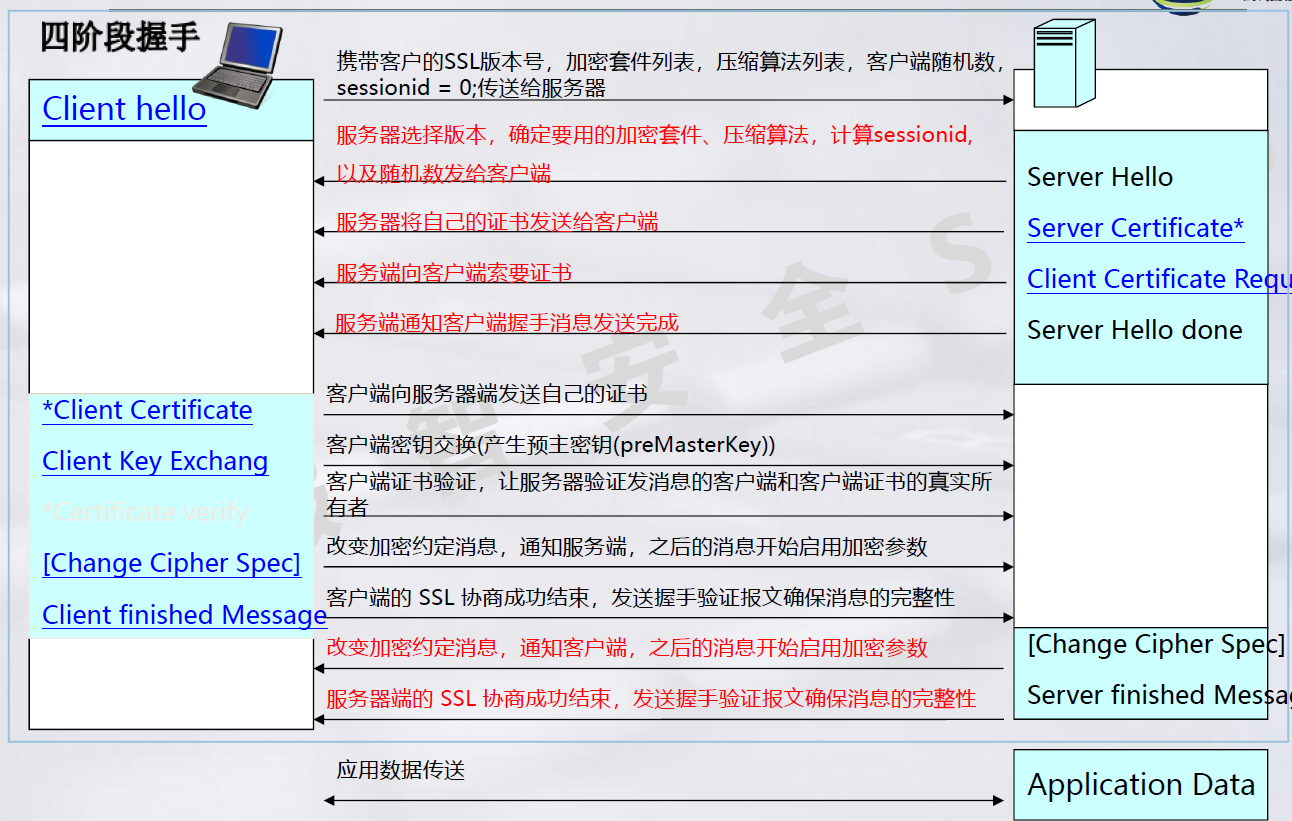 四阶段握手
携带客户的SSL版本号，加密套件列表，压缩算法列表，客户端随机数，
sessionid = 0;传送给服务器
Client hello
服务器选择版本，确定要用的加密套件、压缩算法，计算sessionid,
以及随机数发给客户端
Server Hello
服务器将自己的证书发送给客户端
Server Certificate*
服务端向客户端索要证书
Client Certificate Requ
服务端通知客户端握手消息发送完成
Server Hello done
客户端向服务器端发送自己的证书
*Client Certificate
客户端密钥交换(产生预主密钥(preMasterKey))
Client Key Exchang
客户端证书验证，让服务器验证发消息的客户端和客户端证书的真实所
有者
*Certificate verify
改变加密约定消息，通知服务端，之后的消息开始启用加密参数
[Change Cipher Spec]
客户端的 SSL 协商成功结束，发送握手验证报文确保消息的完整性
Client finished Message
改变加密约定消息，通知客户端，之后的消息开始启用加密参数
[Change Cipher Spec]
服务器端的 SSL 协商成功结束，发送握手验证报文确保消息的完整性
Server finished Messag
应用数据传送
Application Data
智安全 S